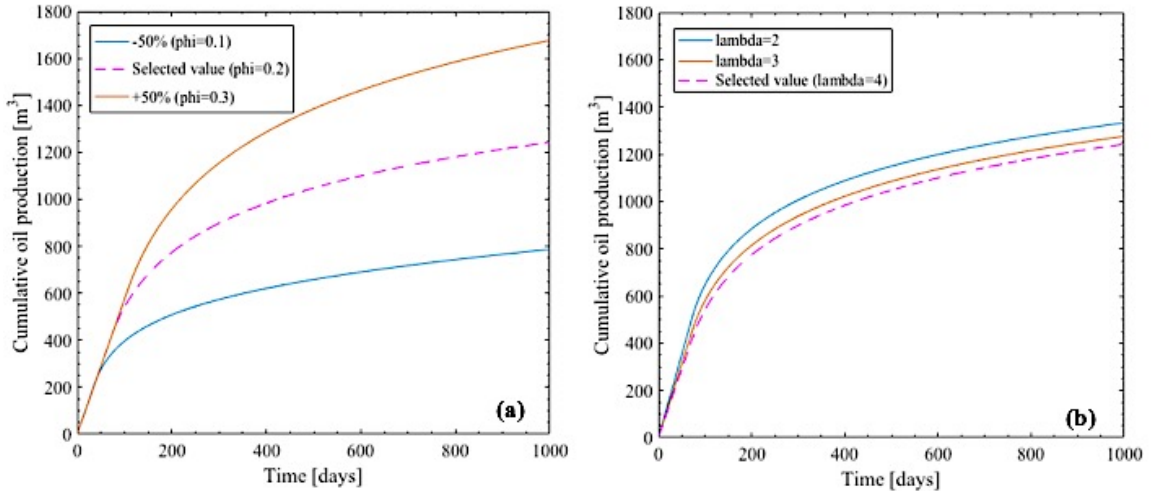 1800
1600
1400
1200
1000
800
600
400
200
0
Cumulative oil production [m³]
-50% (phi=0.1)
Selected value (phi=0.2)
+50% (phi=0.3)
(a)
0 200 400 600 800 1000
Time [days]
1800
1600
1400
1200
1000
800
600
400
200
0
Cumulative oil production [m³]
lambda=2
lambda=3
Selected value (lambda=4)
(b)
0 200 400 600 800 1000
Time [days]